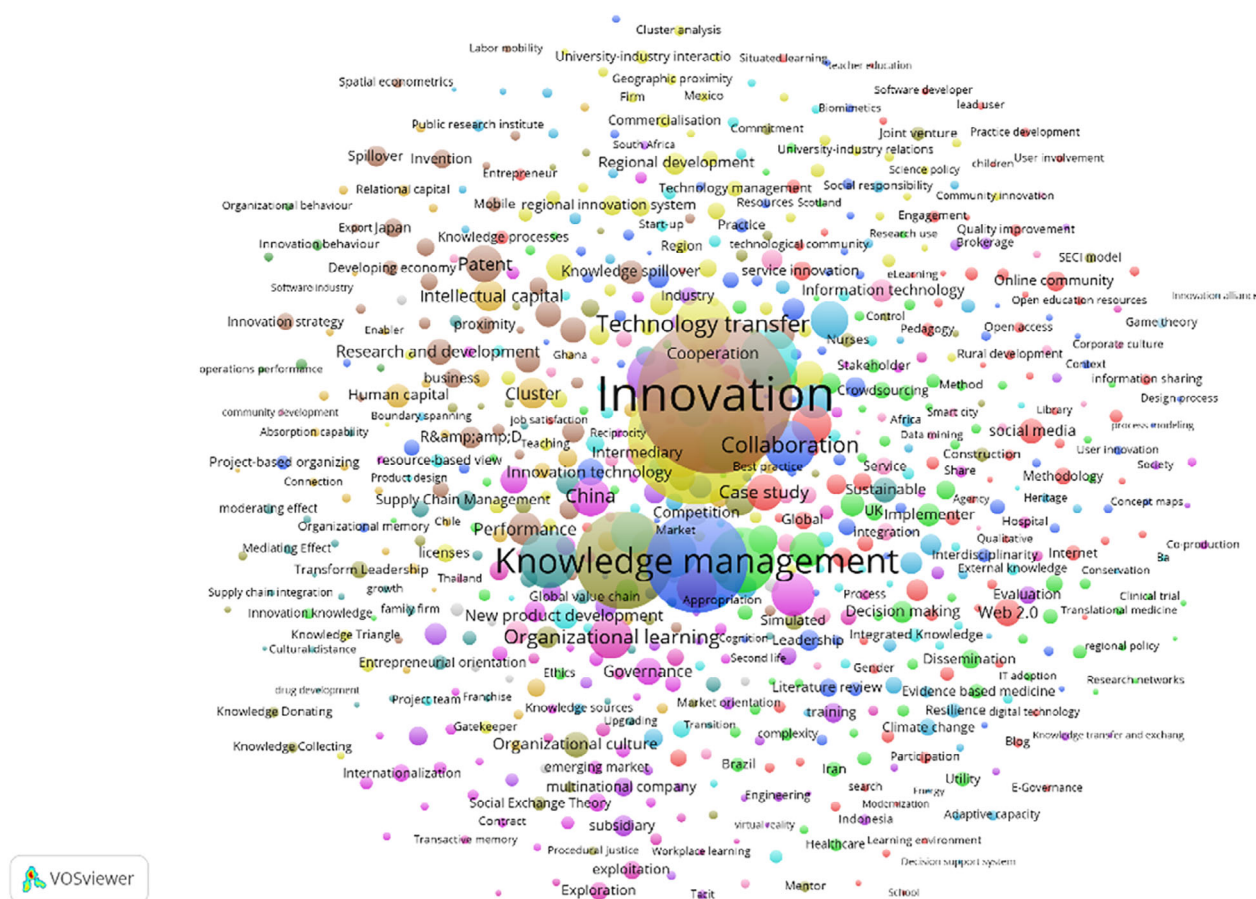 Cluster analysis
Labor mobility
University-industry interactio
Situated learning
teacher education
Spatial econometrics
Geographic proximity
Software developer
Firm
Mexico
lead user
Biomimetics
Public research institute
Commercialisation
Commitment
Joint venture
Practice development
South Africa
University-industry relations
Spillover
Invention
Regional development
children
User involvement
Entrepreneur
Science policy
Relational capital
Technology management
Social responsibility
Community innovation
Organizational behaviour
Mobile
regional innovation system
Resources
Scotland
Engagement
Export
Japan
Start-up
Practice
Research use
Quality improvement
Innovation behaviour
Knowledge processes
Region
technological community
Brokerage
Developing economy
Patent
Knowledge spillover
service innovation
eLearning
SECI model
Online community
Software industry
Intellectual capital
Industry
Information technology
Open education resources
Innovation alliance
Innovation strategy
Enabler
proximity
Technology transfer
Control
Pedagogy
Open access
Game theory
Nurses
Research and development
Ghana
Cooperation
Rural development
Corporate culture
operations performance
Stakeholder
Context
business
information sharing
Human capital
Cluster
Innovation
Crowdsourcing
Method
Design process
community development
Boundary spanning
job satisfaction
Africa
Smart city
Library
Absorption capability
R&amp;amp;D
Teaching
Reciprocity
Collaboration
Data mining
social media
process modeling
Intermediary
Construction
User innovation
Project-based organizing
resource-based view
Innovation technology
Best practice
Service
Share
Society
Connection
Product design
Methodology
China
Case study
Sustainable
Supply Chain Management
Agency
Heritage
Concept maps
moderating effect
Competition
UK
Implementer
Organizational memory
Chile
Performance
Market
Global
integration
Hospital
Qualitative
Mediating Effect
licenses
Co-production
Knowledge management
Interdisciplinarity
Internet
Ba
Transform Leadership
Thailand
External knowledge
Conservation
Supply chain integration
growth
Global value chain
Appropriation
Process
Evaluation
Clinical trial
Innovation knowledge
family firm
New product development
Simulated
Decision making
Web 2.0
Translational medicine
Knowledge Triangle
Organizational learning
Cognition
Leadership
Integrated Knowledge
Cultural distance
regional policy
Entrepreneurial orientation
Ethics
Governance
Second life
Gender
Dissemination
IT adoption
Research networks
drug development
Project team
Franchise
Literature review
Evidence based medicine
Knowledge Donating
Knowledge sources
Market orientation
training
Resilience
digital technology
Gatekeeper
Upgrading
Transition
complexity
Climate change
Knowledge transfer and exchang
Knowledge Collecting
Organizational culture
Blog
Participation
Internationalization
emerging market
Brazil
Iran
Utility
multinational company
search
Energy
E-Governance
Engineering
Social Exchange Theory
Modernization
Contract
subsidiary
virtual reality
Indonesia
Adaptive capacity
Transactive memory
Procedural justice
Workplace learning
Healthcare
Learning environment
exploitation
Decision support system
Exploration
Tacit
Mentor
School
VOSviewer